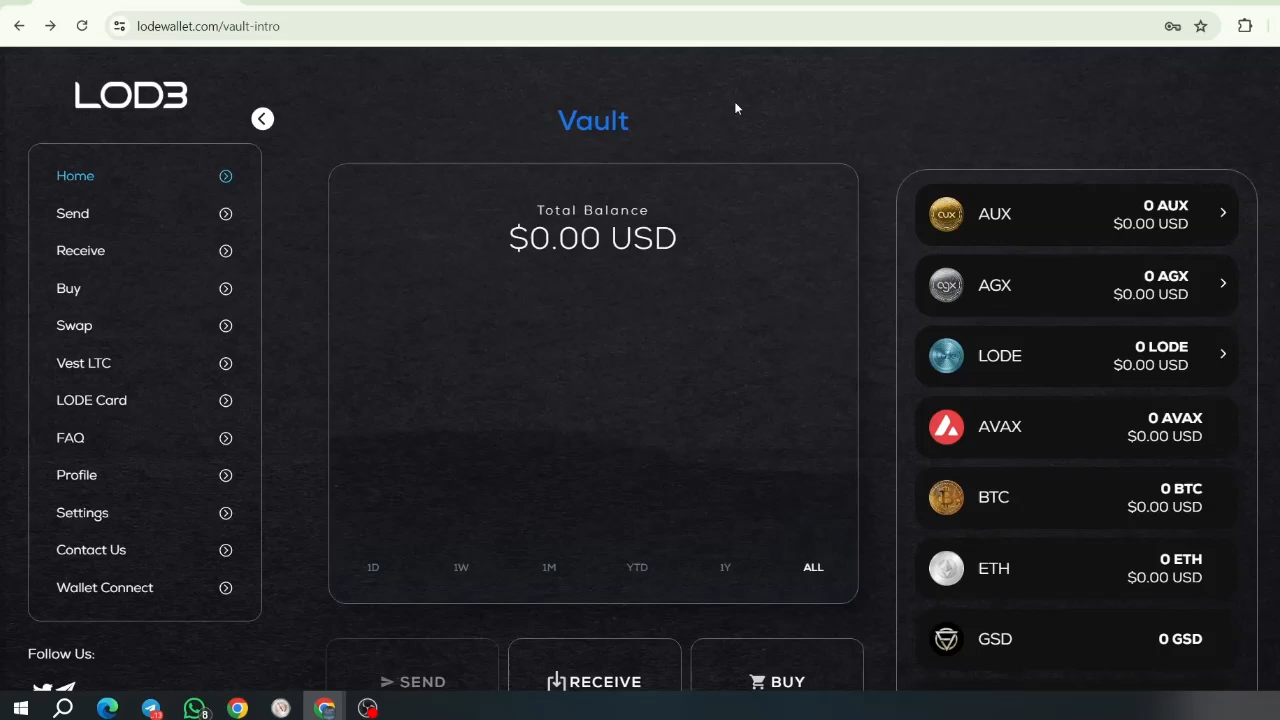 lodewallet.com/vault-intro
LOD3
Home
Send
Receive
Buy
Swap
Vest LTC
LODE Card
FAQ
Profile
Settings
Contact Us
Wallet Connect
Follow Us:
Vault
Total Balance
$0.00 USD
1D 1W 1M YTD 1Y ALL
SEND RECEIVE BUY
aux AUX 0 AUX
$0.00 USD
agx AGX 0 AGX
$0.00 USD
LODE 0 LODE
$0.00 USD
AVAX 0 AVAX
$0.00 USD
BTC 0 BTC
$0.00 USD
ETH 0 ETH
$0.00 USD
GSD 0 GSD
13 8